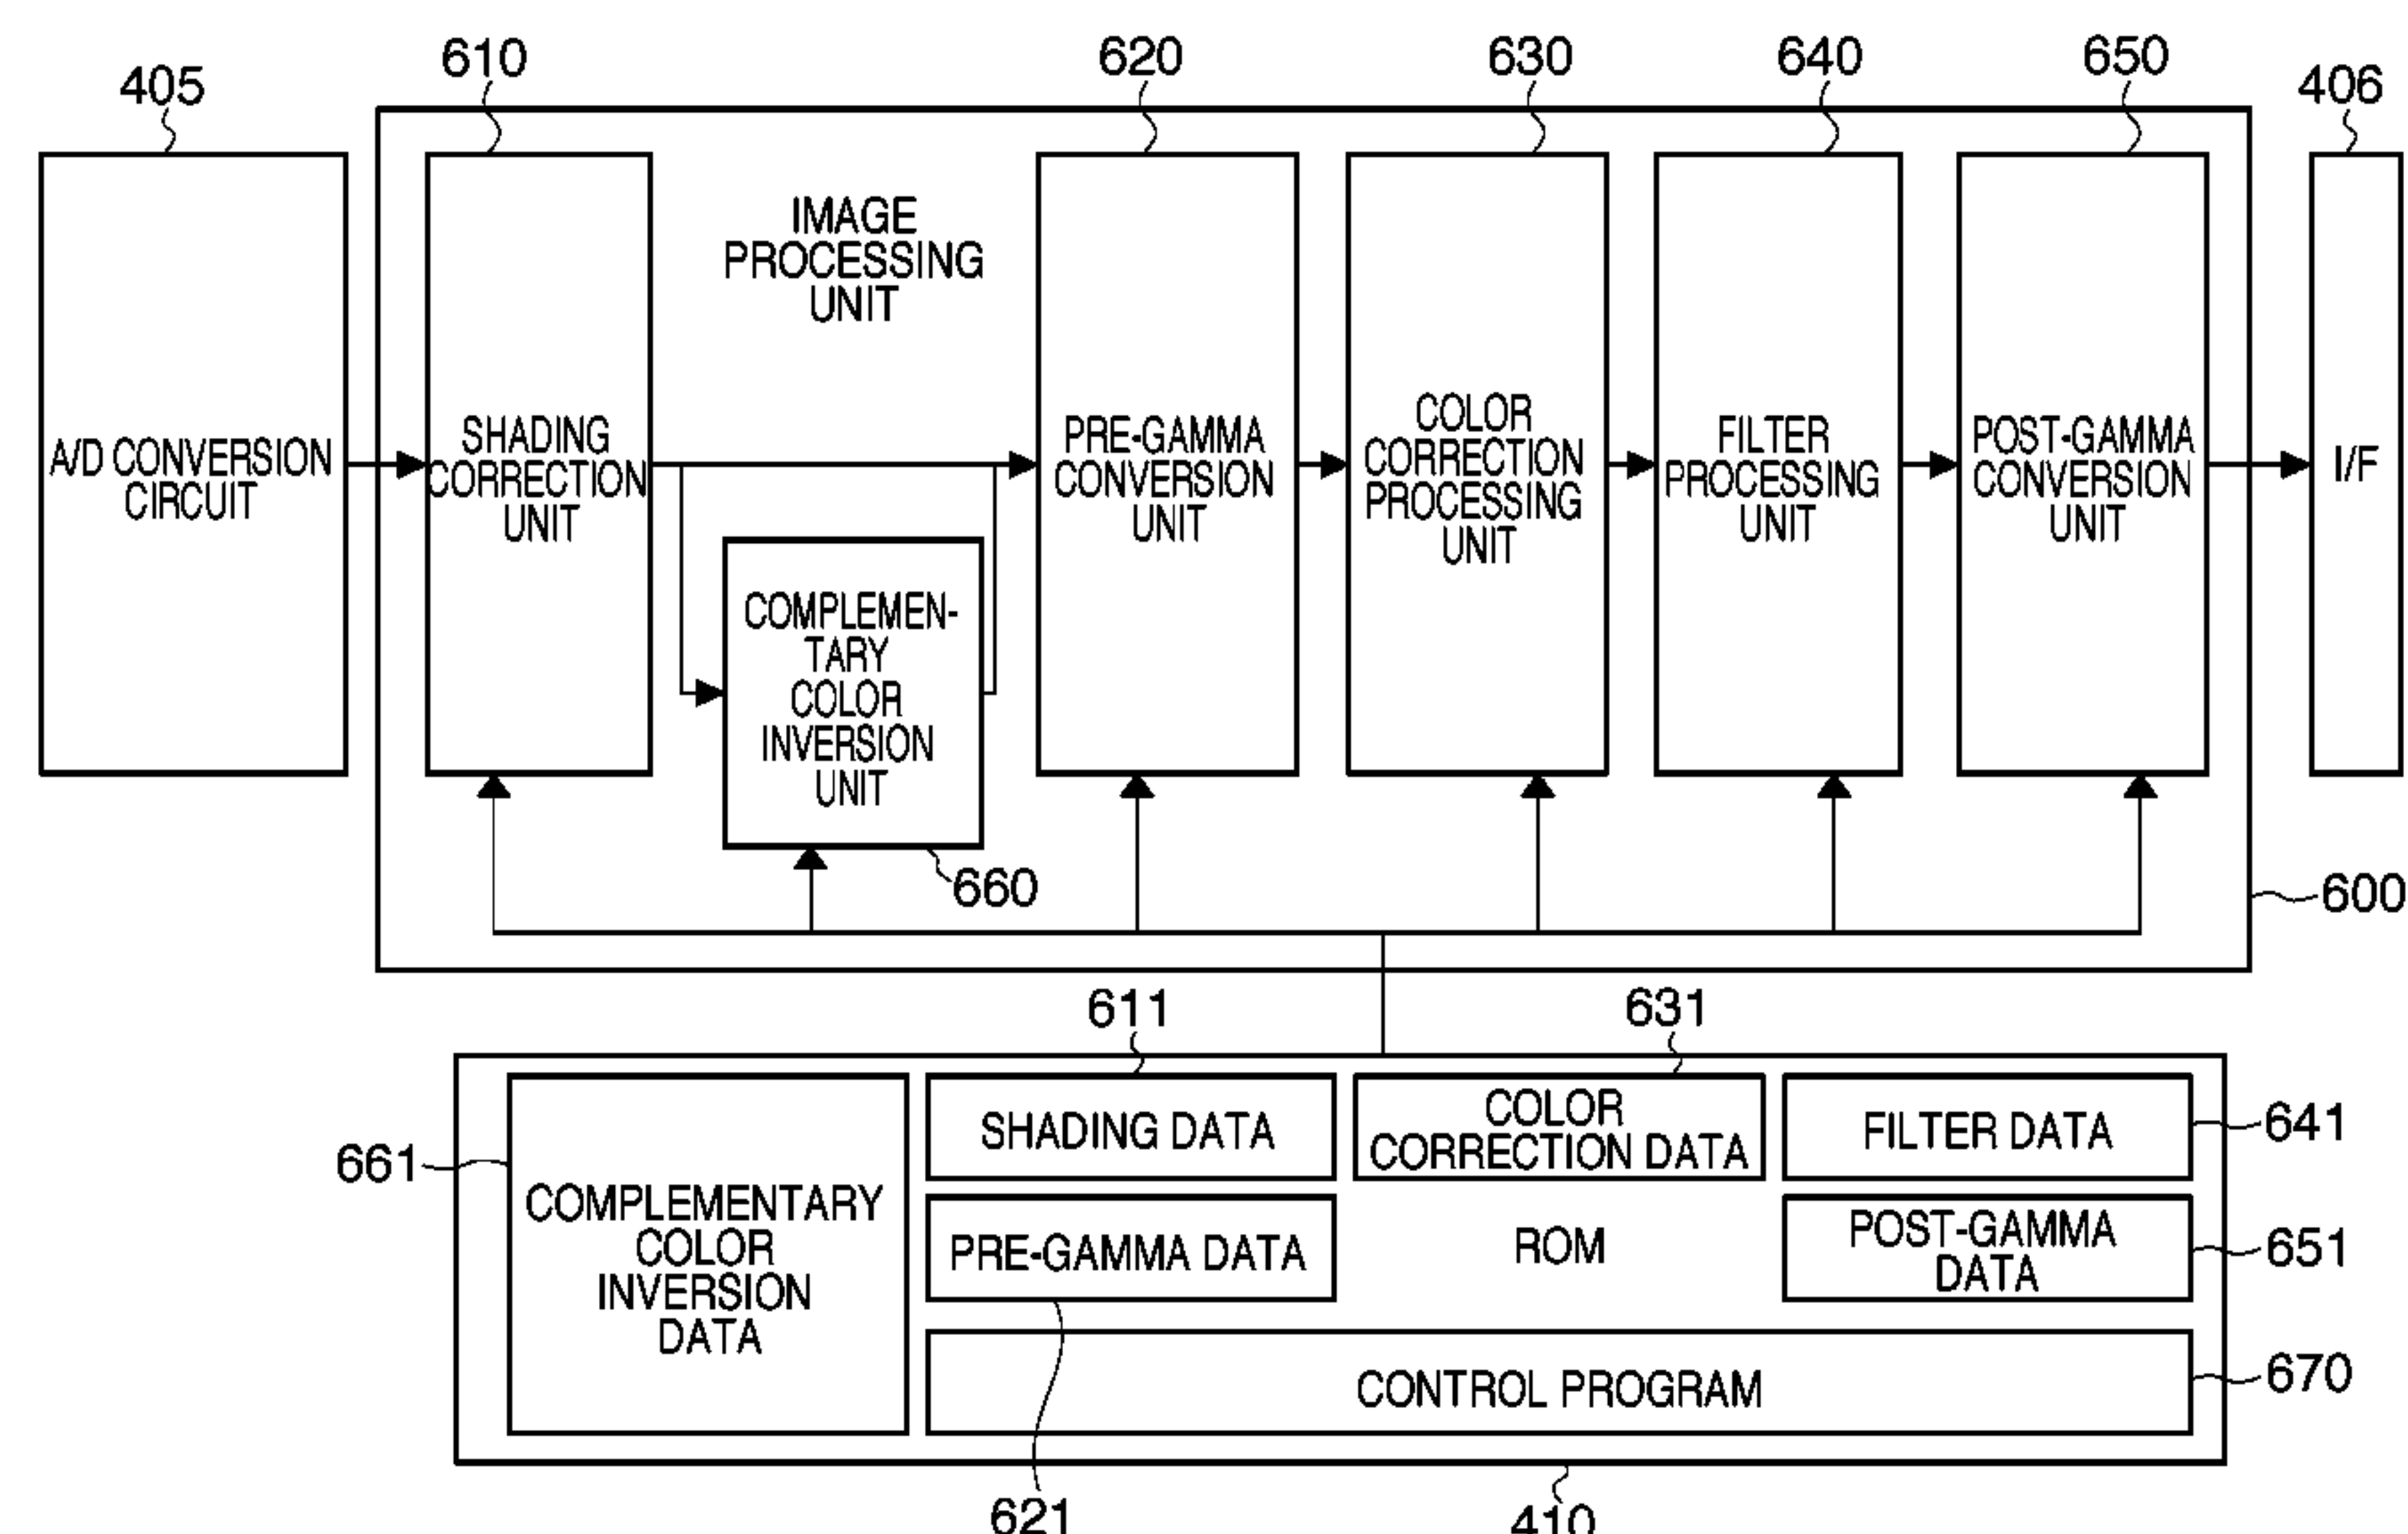 610
620
630
640
650
405
406
IMAGE
PROCESSING
UNIT
A/D CONVERSION
CIRCUIT
SHADING
CORRECTION
UNIT
PRE-GAMMA
CONVERSION
UNIT
COLOR
CORRECTION
PROCESSING
UNIT
FILTER
PROCESSING
UNIT
POST-GAMMA
CONVERSION
UNIT
I/F
COMPLEMEN-
TARY
COLOR
INVERSION
UNIT
660
600
611
631
661
COMPLEMENTARY
COLOR
INVERSION
DATA
SHADING DATA
COLOR
CORRECTION DATA
FILTER DATA
641
PRE-GAMMA DATA
ROM
POST-GAMMA
DATA
651
CONTROL PROGRAM
670
621
410